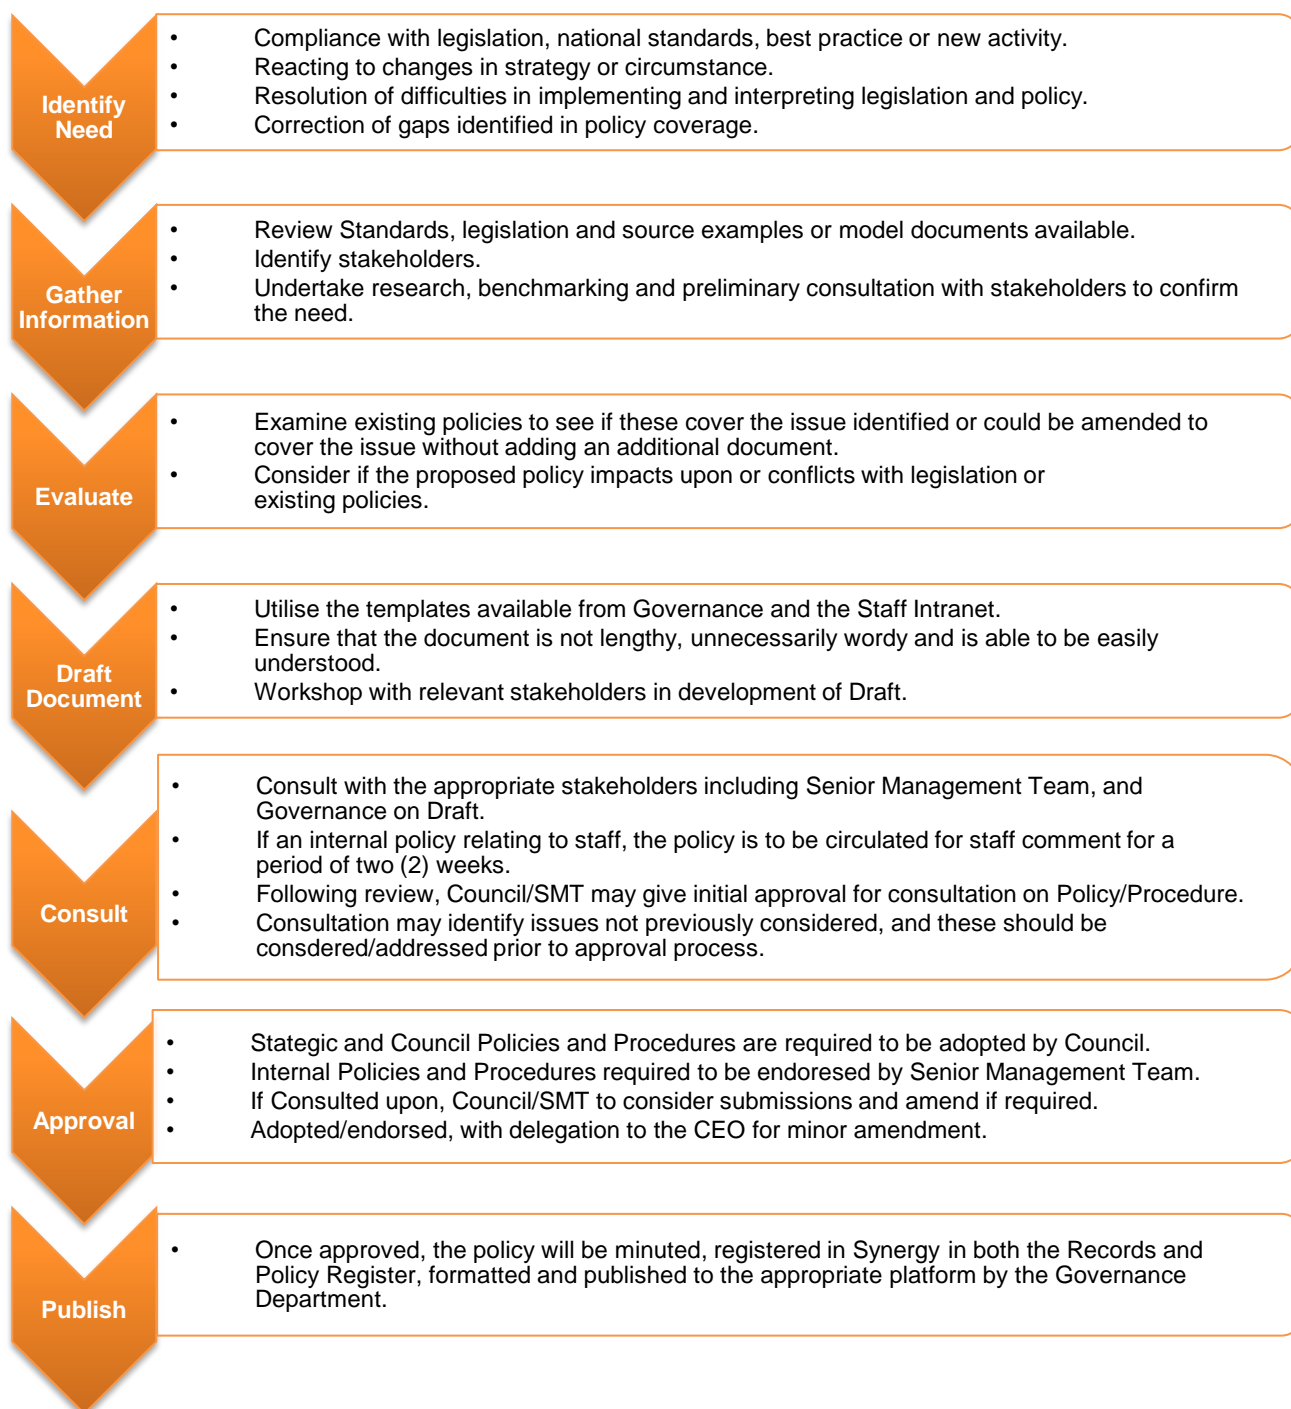 Identify
Need
• Compliance with legislation, national standards, best practice or new activity.
• Reacting to changes in strategy or circumstance.
• Resolution of difficulties in implementing and interpreting legislation and policy.
• Correction of gaps identified in policy coverage.
Gather
Information
• Review Standards, legislation and source examples or model documents available.
• Identify stakeholders.
• Undertake research, benchmarking and preliminary consultation with stakeholders to confirm
the need.
Evaluate
• Examine existing policies to see if these cover the issue identified or could be amended to
cover the issue without adding an additional document.
• Consider if the proposed policy impacts upon or conflicts with legislation or
existing policies.
Draft
Document
• Utilise the templates available from Governance and the Staff Intranet.
• Ensure that the document is not lengthy, unnecessarily wordy and is able to be easily
understood.
• Workshop with relevant stakeholders in development of Draft.
Consult
• Consult with the appropriate stakeholders including Senior Management Team, and
Governance on Draft.
• If an internal policy relating to staff, the policy is to be circulated for staff comment for a
period of two (2) weeks.
• Following review, Council/SMT may give initial approval for consultation on Policy/Procedure.
• Consultation may identify issues not previously considered, and these should be
consdered/addressed prior to approval process.
Approval
• Stategic and Council Policies and Procedures are required to be adopted by Council.
• Internal Policies and Procedures required to be endoresed by Senior Management Team.
• If Consulted upon, Council/SMT to consider submissions and amend if required.
• Adopted/endorsed, with delegation to the CEO for minor amendment.
Publish
• Once approved, the policy will be minuted, registered in Synergy in both the Records and
Policy Register, formatted and published to the appropriate platform by the Governance
Department.